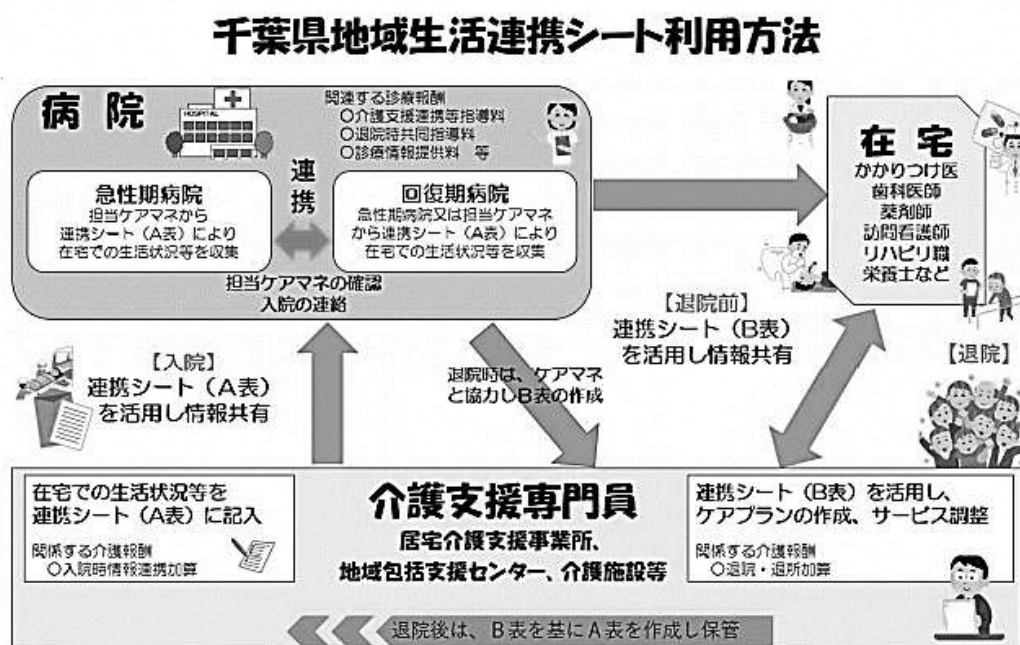 千葉県地域生活連携シート利用方法
病院
HOSPITAL
関連する診療報酬
○介護支援連携等指導料
○退院時共同指導料
○診療情報提供料 等
急性期病院
担当ケアマネから
連携シート（A表）により
在宅での生活状況等を収集
連携
回復期病院
急性期病院又は担当ケアマネ
から連携シート（A表）により
在宅での生活状況等を収集
担当ケアマネの確認
入院の連絡
在宅
かかりつけ医
歯科医師
薬剤師
訪問看護師
リハビリ職
栄養士など
【入院】
連携シート（A表）
を活用し情報共有
退院時は、ケアマネ
と協力しB表の作成
【退院前】
連携シート（B表）
を活用し情報共有
【退院】
在宅での生活状況等を
連携シート（A表）に記入
関係する介護報酬
○入院時情報連携加算
介護支援専門員
居宅介護支援事業所、
地域包括支援センター、介護施設等
連携シート（B表）を活用し、
ケアプランの作成、サービス調整
関係する介護報酬
○退院・退所加算
退院後は、B表を基にA表を作成し保管